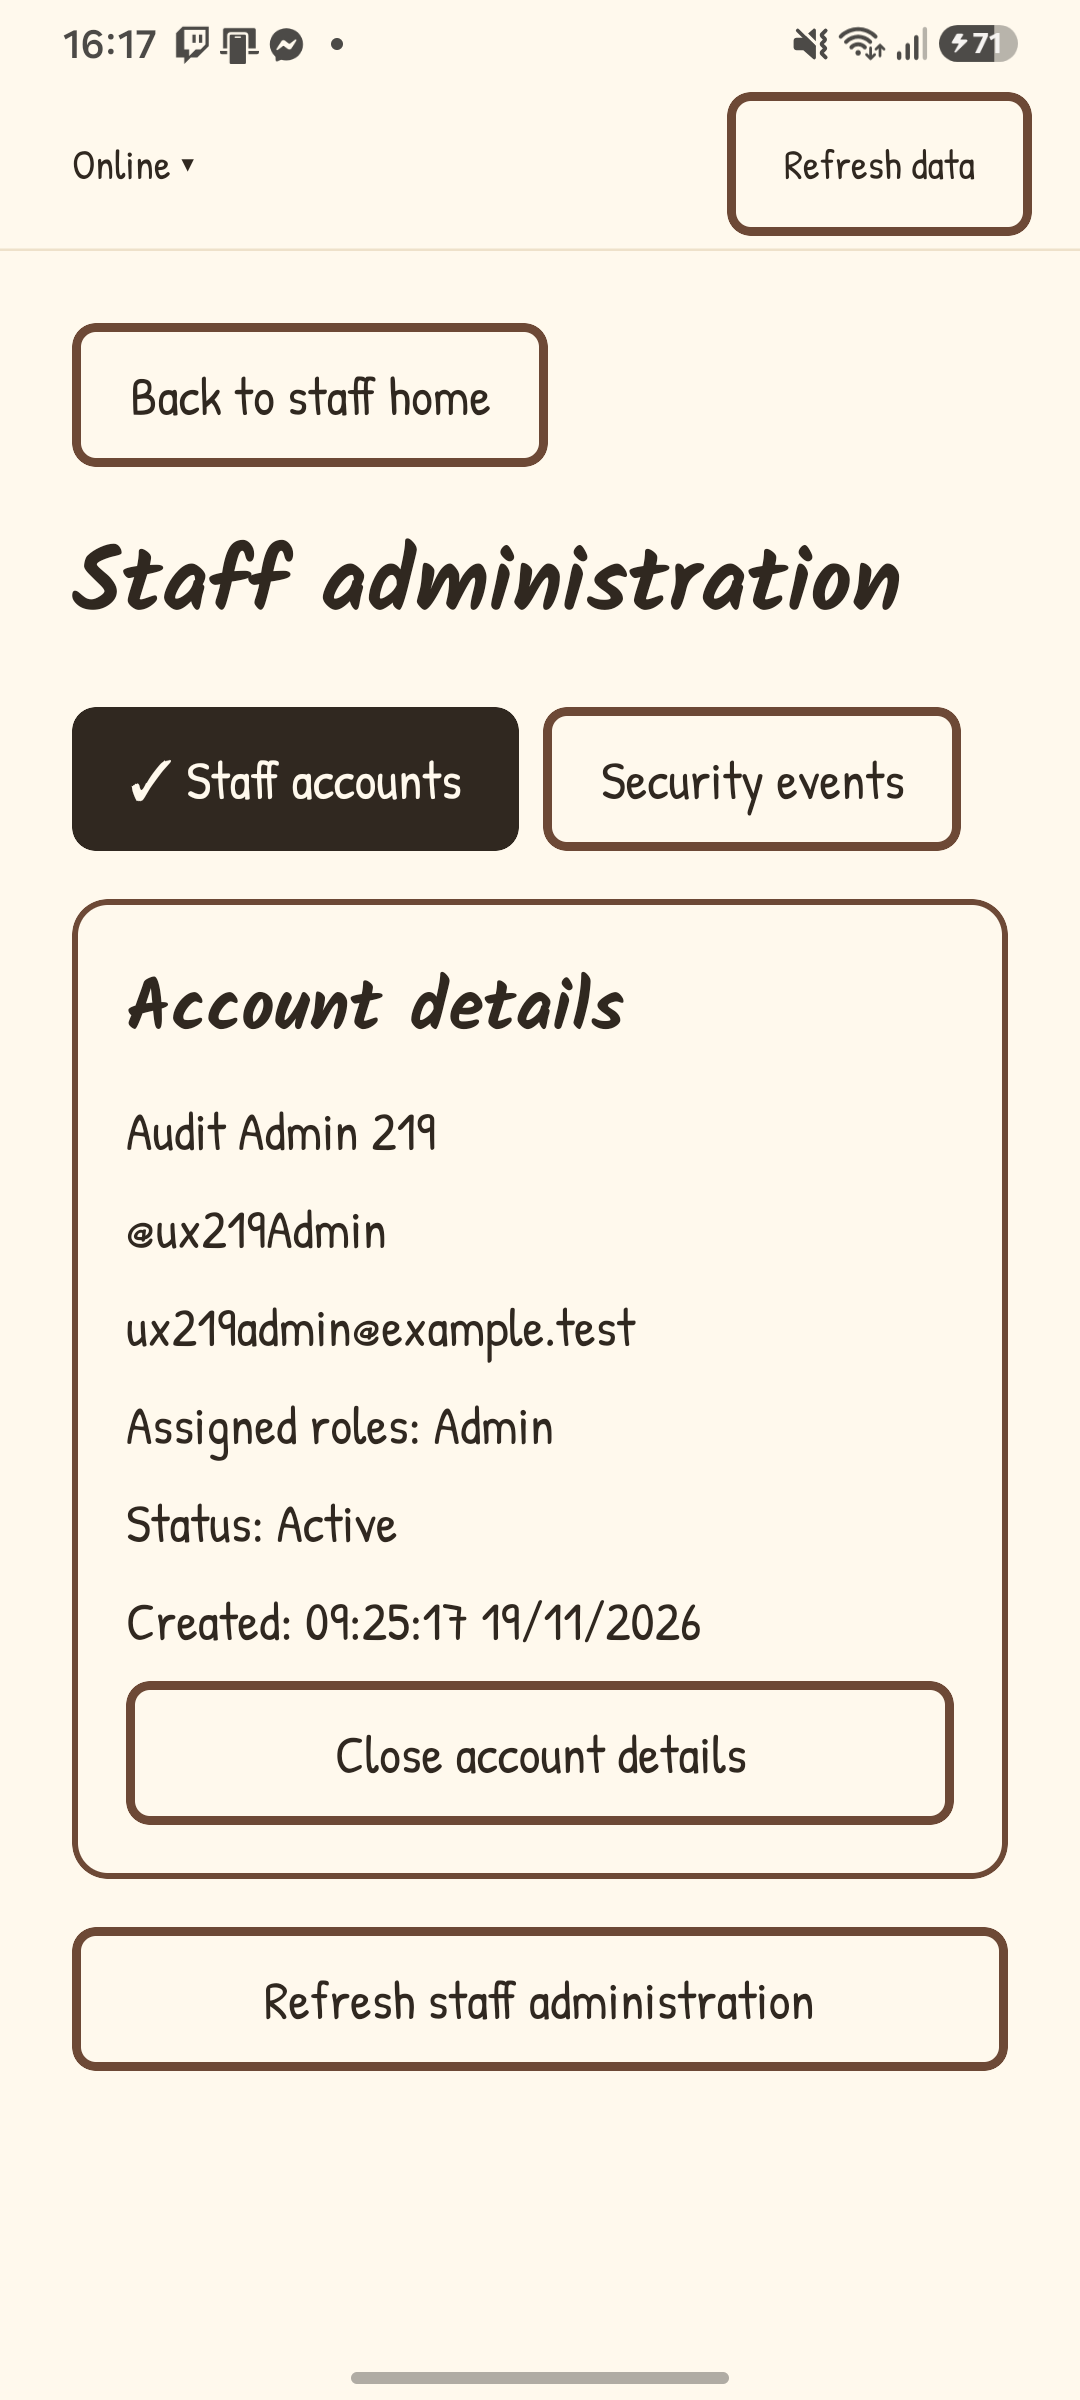 16:17
71
Online ▾
Refresh data
Back to staff home
Staff administration
✓ Staff accounts
Security events
Account details
Audit Admin 219
@ux219Admin
ux219admin@example.test
Assigned roles: Admin
Status: Active
Created: 09:25:17 19/11/2026
Close account details
Refresh staff administration